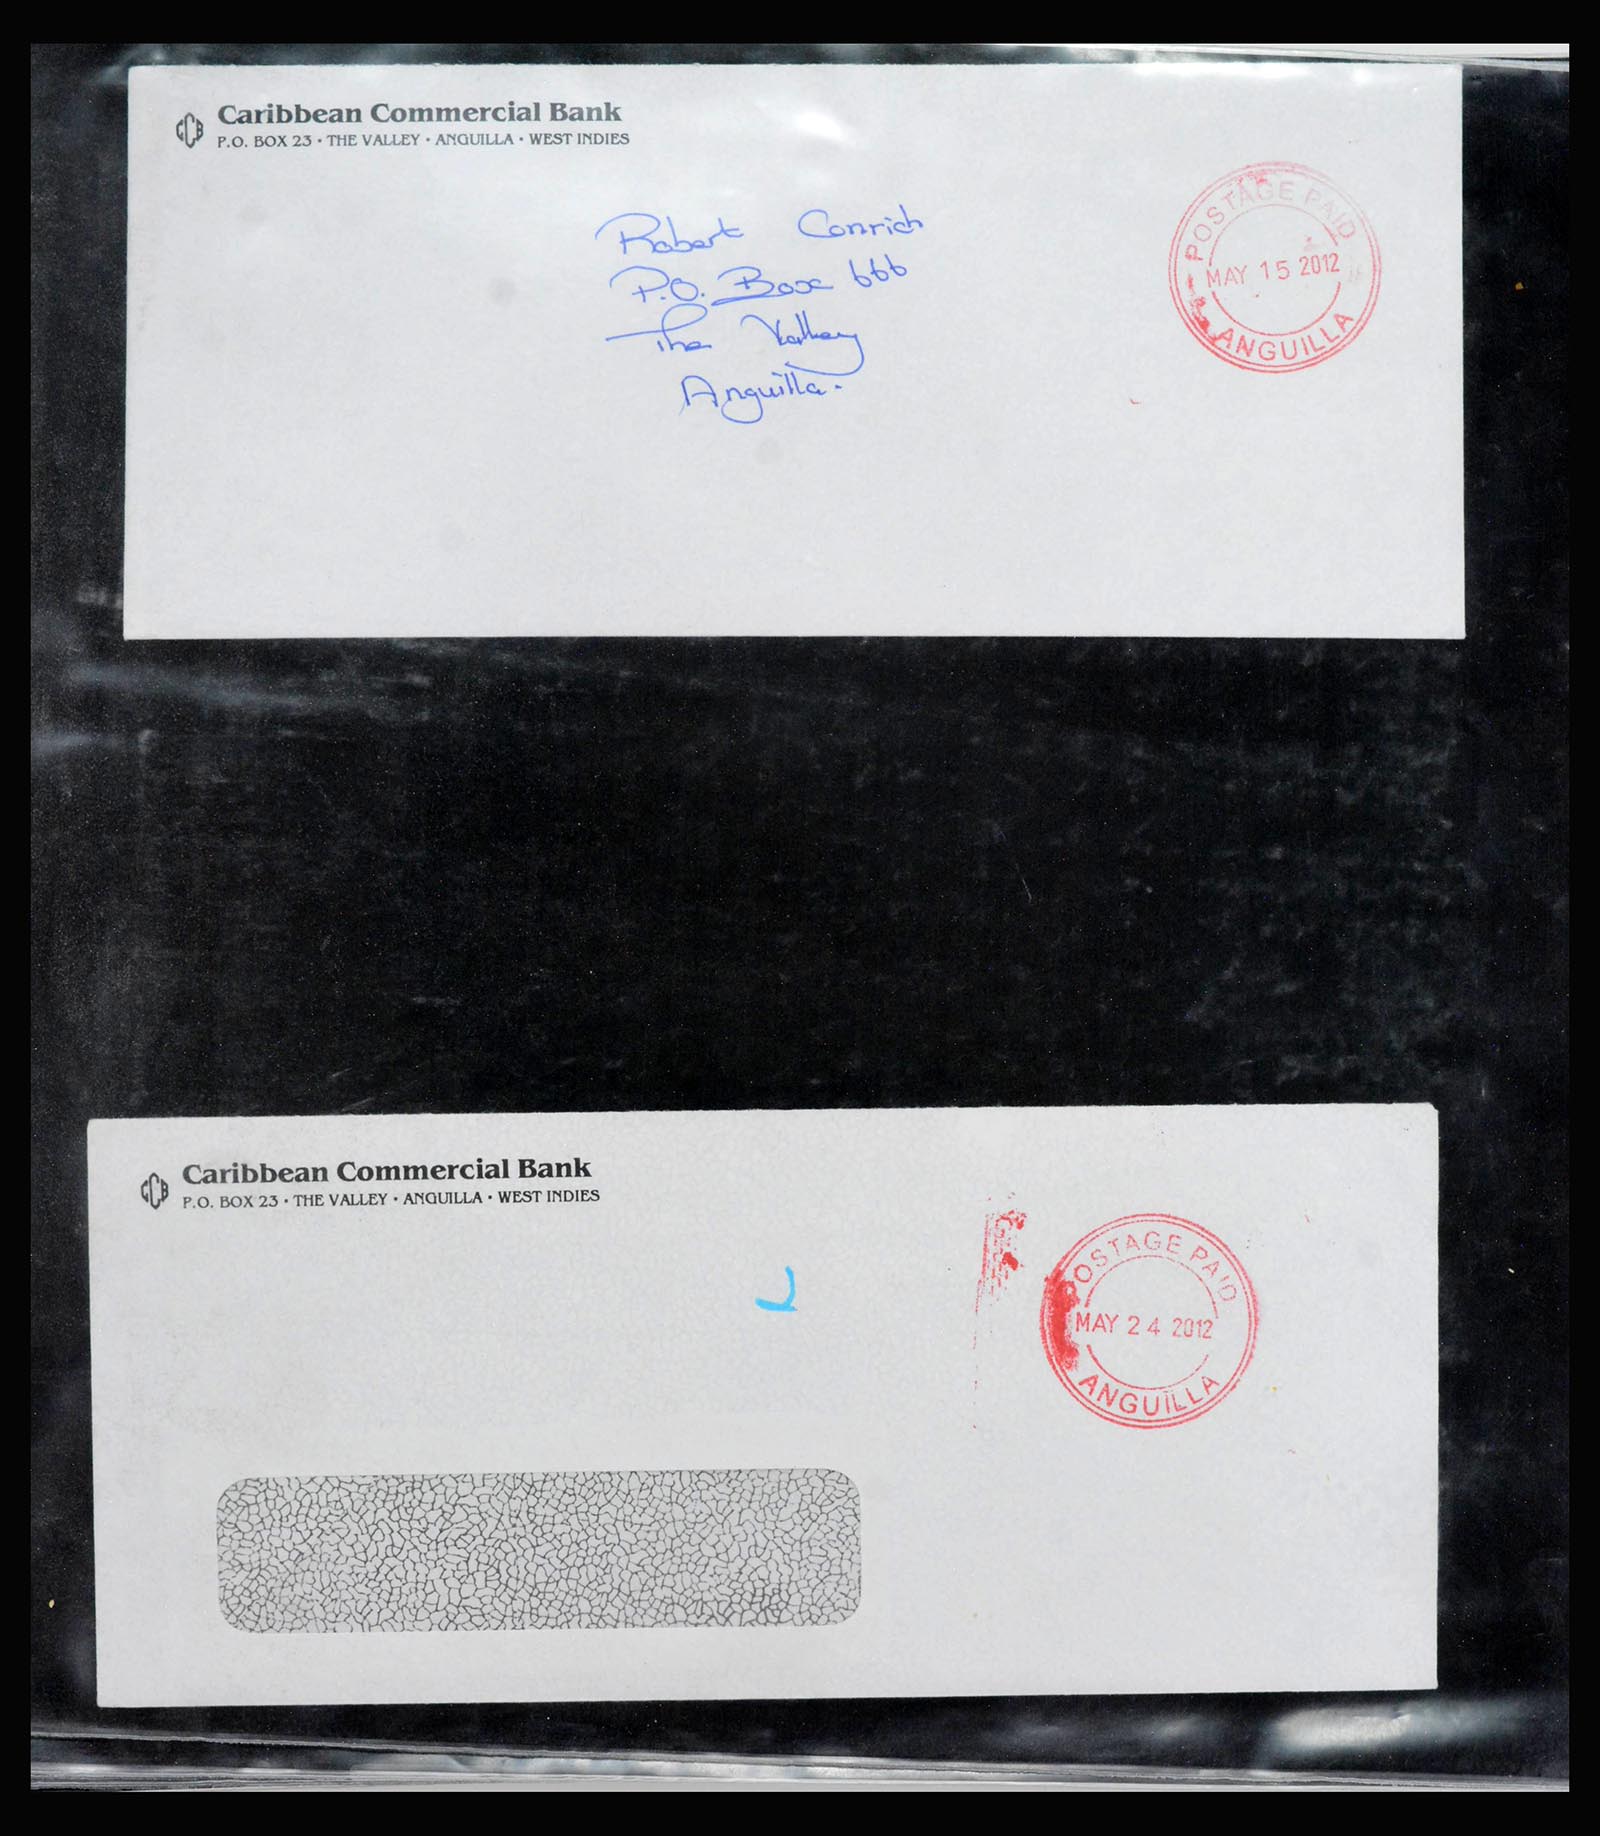 CCB
Caribbean Commercial Bank
P.O. BOX 23 • THE VALLEY • ANGUILLA • WEST INDIES
Robert Conrich
P.O. Box 666
The Valley
Anguilla.
POSTAGE PAID
MAY 15 2012
ANGUILLA
CCB
Caribbean Commercial Bank
P.O. BOX 23 • THE VALLEY • ANGUILLA • WEST INDIES
POSTAGE PAID
MAY 24 2012
ANGUILLA